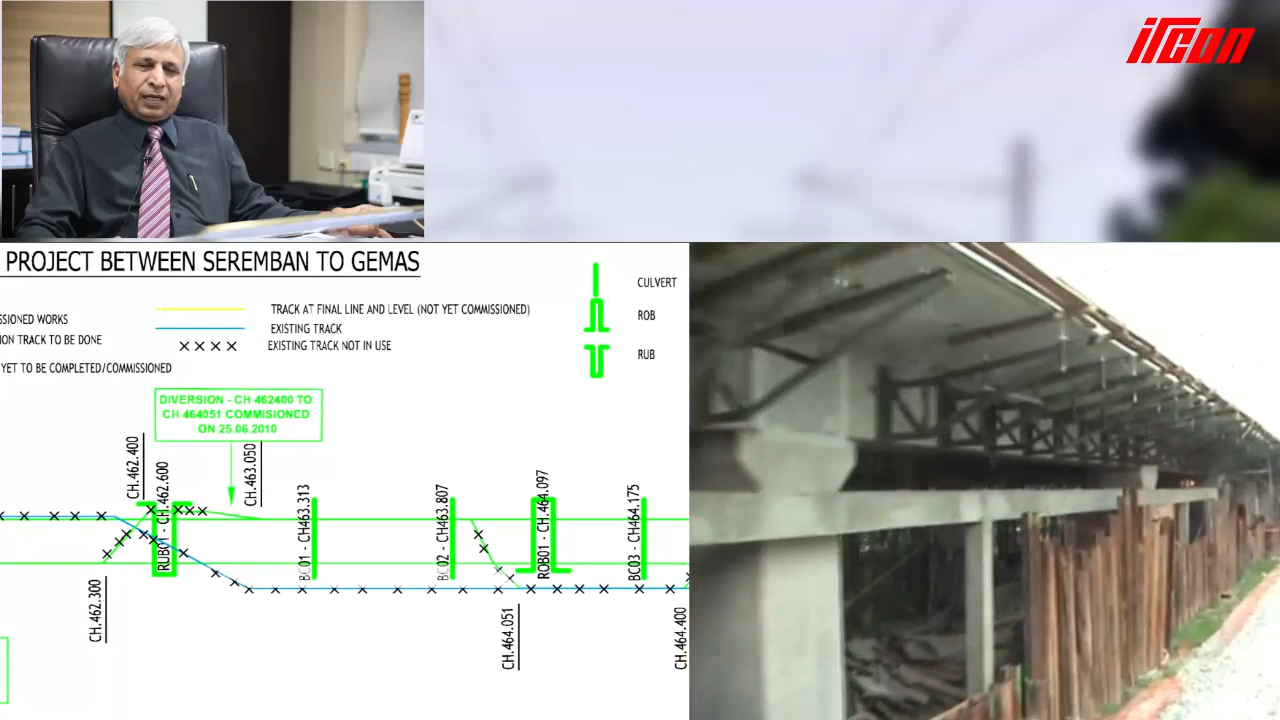 ircon
PROJECT BETWEEN SEREMBAN TO GEMAS
SIONED WORKS
ION TRACK TO BE DONE
YET TO BE COMPLETED/COMMISSIONED
TRACK AT FINAL LINE AND LEVEL (NOT YET COMMISSIONED)
EXISTING TRACK
EXISTING TRACK NOT IN USE
CULVERT
ROB
RUB
DIVERSION - CH 462400 TO
CH 464051 COMMISIONED
ON 25.06.2010
CH.462.400
RUB01 - CH.462.600
CH.463.050
BC01 - CH463.313
BC02 - CH463.807
ROB01 - CH.464.097
BC03 - CH464.175
CH.462.300
CH.464.051
CH.464.400